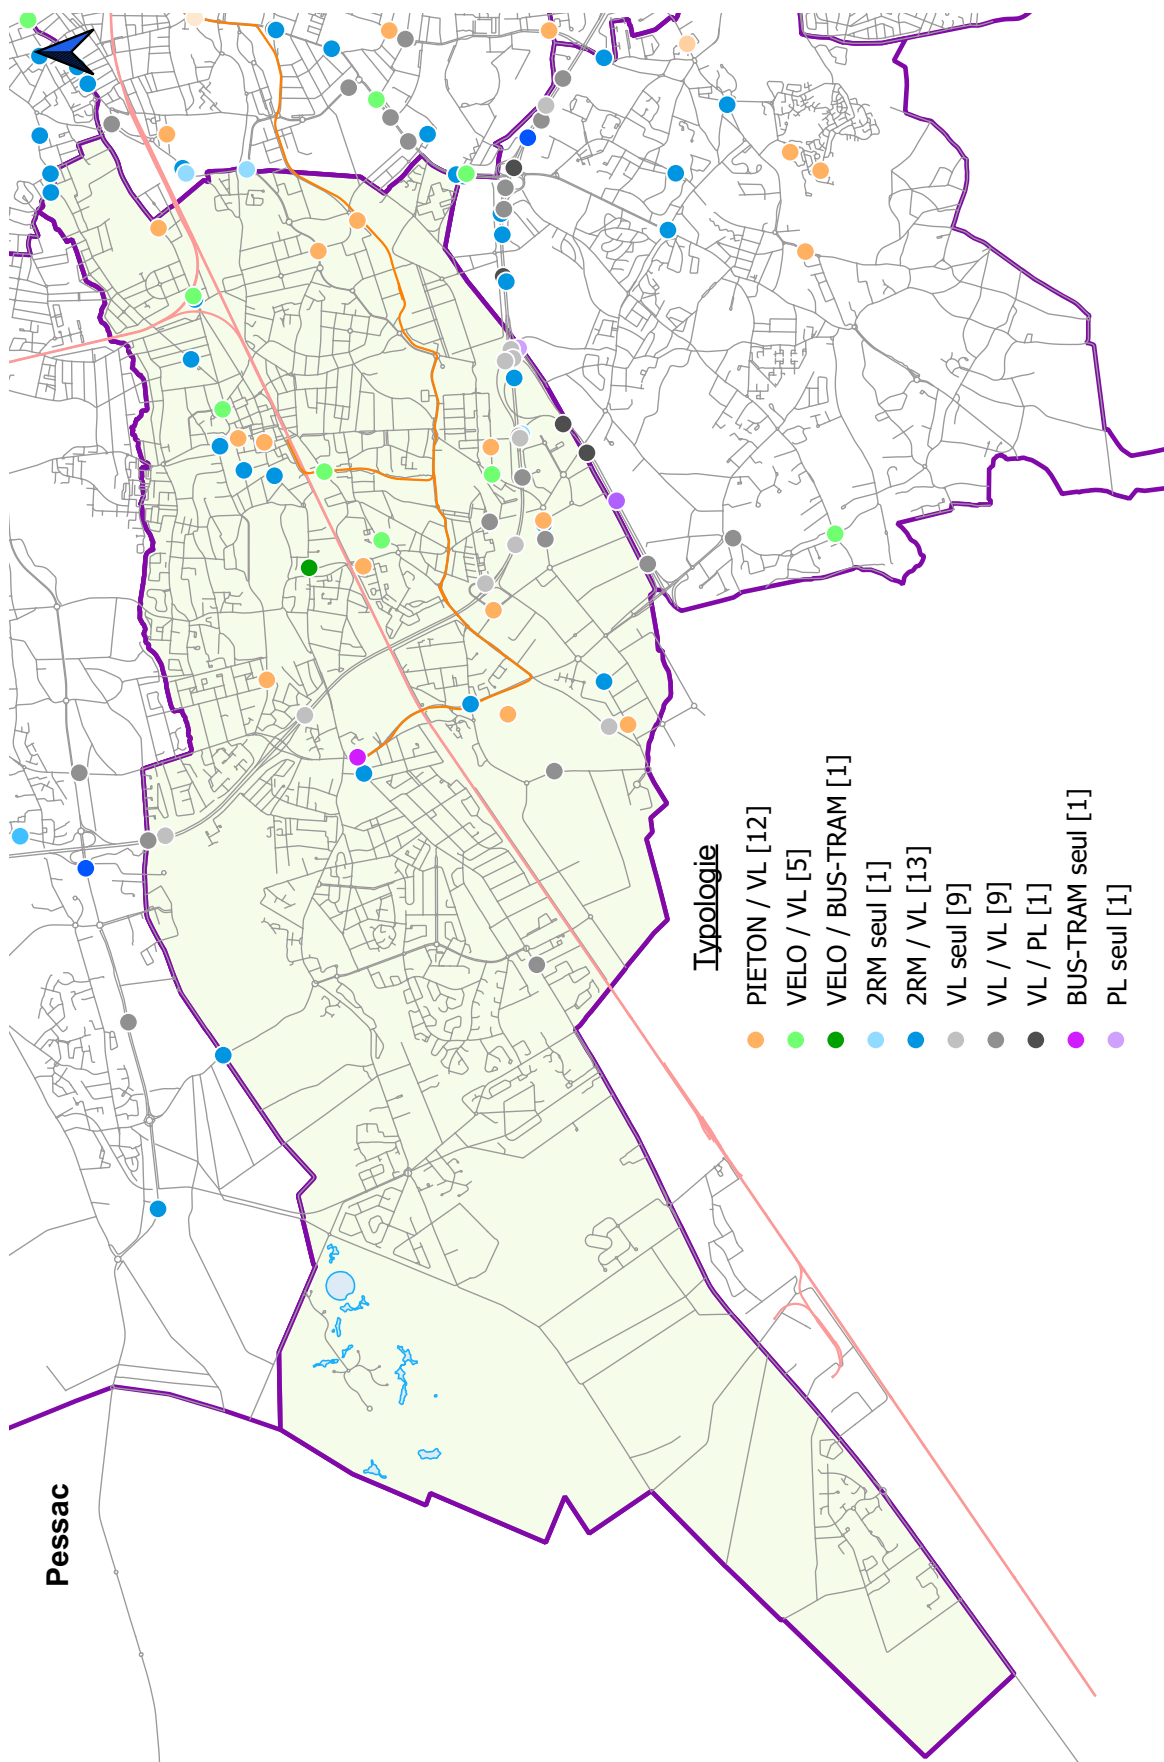 Pessac
Typologie
PIETON / VL [12]
VELO / VL [5]
VELO / BUS-TRAM [1]
2RM seul [1]
2RM / VL [13]
VL seul [9]
VL / VL [9]
VL / PL [1]
BUS-TRAM seul [1]
PL seul [1]